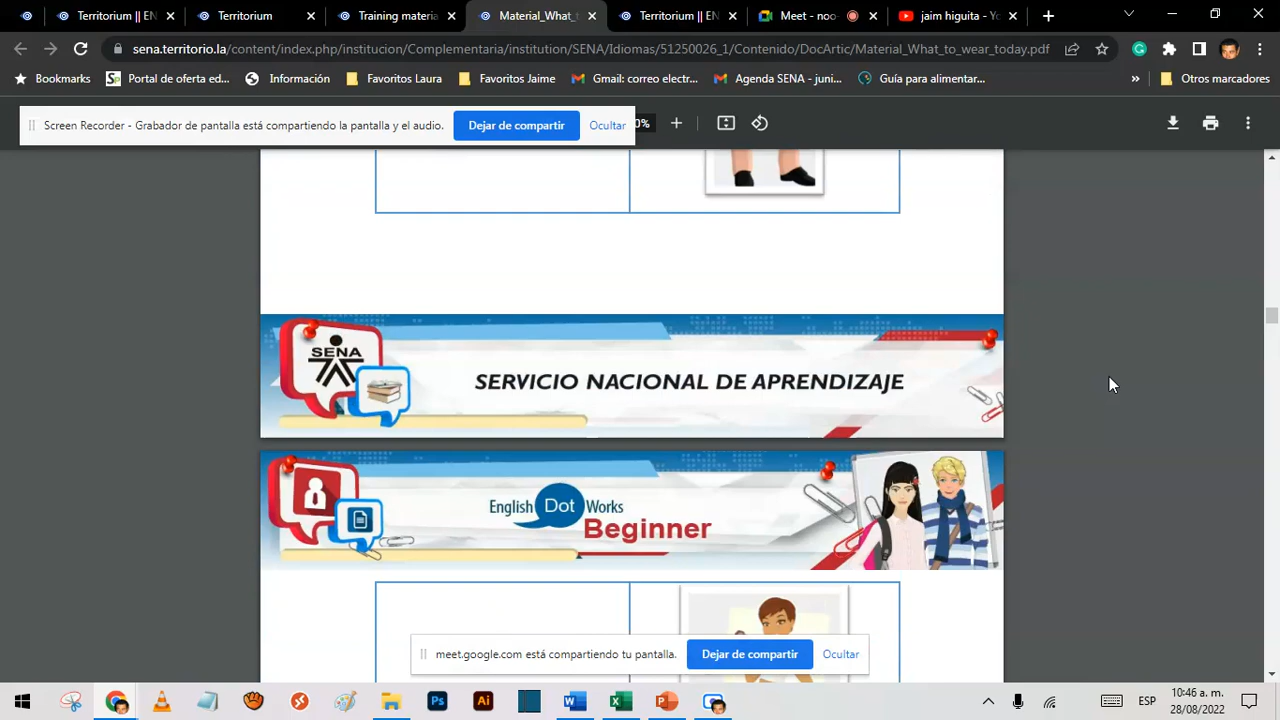 Territorium || EN
Territorium
Training materia
Material_What_t
Territorium || EN
Meet - noo
jaim higuita - Yo
sena.territorio.la/content/index.php/institucion/Complementaria/institution/SENA/Idiomas/51250026_1/Contenido/DocArtic/Material_What_to_wear_today.pdf
Bookmarks
Portal de oferta ed...
Información
Favoritos Laura
Favoritos Jaime
Gmail: correo electr...
Agenda SENA - juni...
Guía para alimentar...
»
Otros marcadores
Screen Recorder - Grabador de pantalla está compartiendo la pantalla y el audio.
Dejar de compartir
Ocultar
0%
SENA
SERVICIO NACIONAL DE APRENDIZAJE
English Dot Works
Beginner
meet.google.com está compartiendo tu pantalla.
Dejar de compartir
Ocultar
Ps
Ai
ESP
10:46 a. m.
28/08/2022